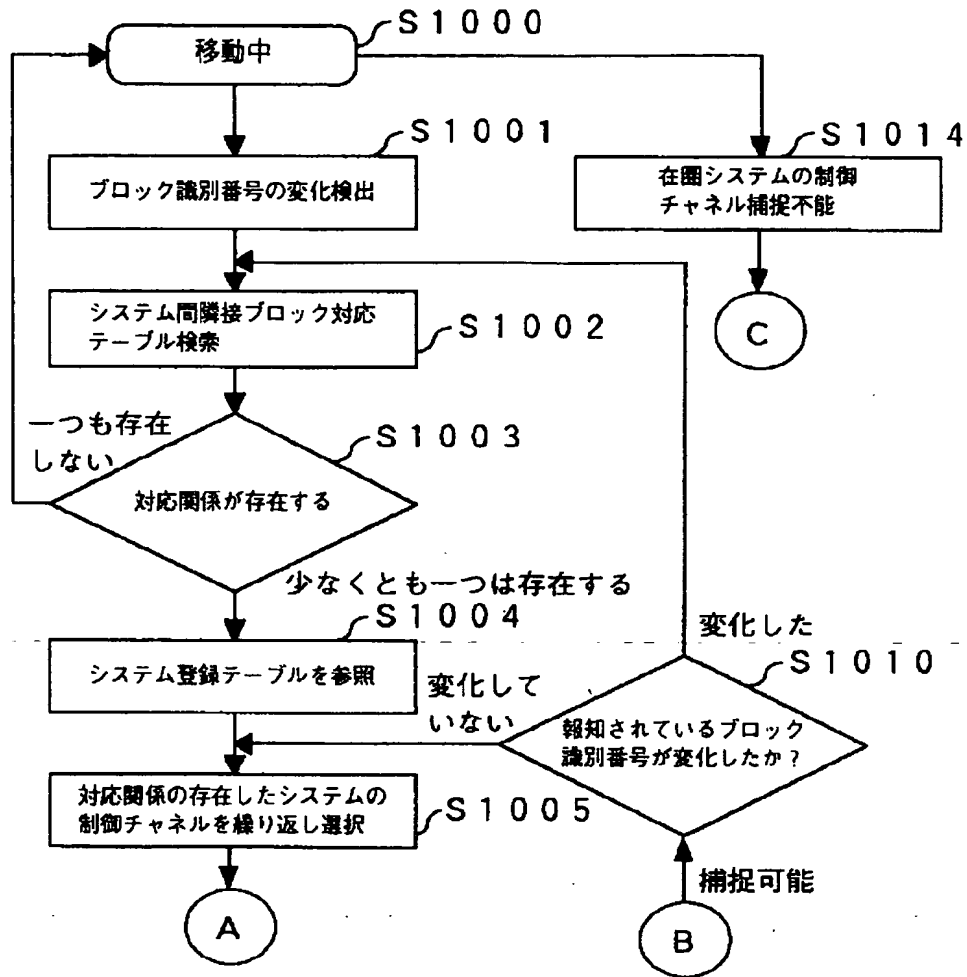 S1000
移動中
S1001
ブロック識別番号の変化検出
S1014
在圏システムの制御
チャネル捕捉不能
システム間隣接ブロック対応
テーブル検索
S1002
C
一つも存在
しない
S1003
対応関係が存在する
少なくとも一つは存在する
S1004
システム登録テーブルを参照
変化した
S1010
変化して
いない
報知されているブロック
識別番号が変化したか?
対応関係の存在したシステムの
制御チャネルを繰り返し選択
S1005
捕捉可能
A
B